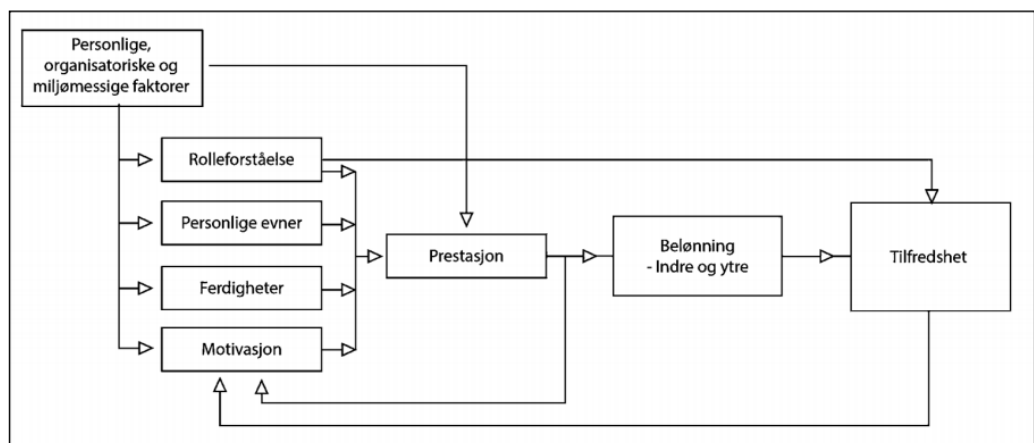 Personlige,
organisatoriske og
miljømessige faktorer
Rolleforståelse
Personlige evner
Ferdigheter
Motivasjon
Prestasjon
Belønning
- Indre og ytre
Tilfredshet